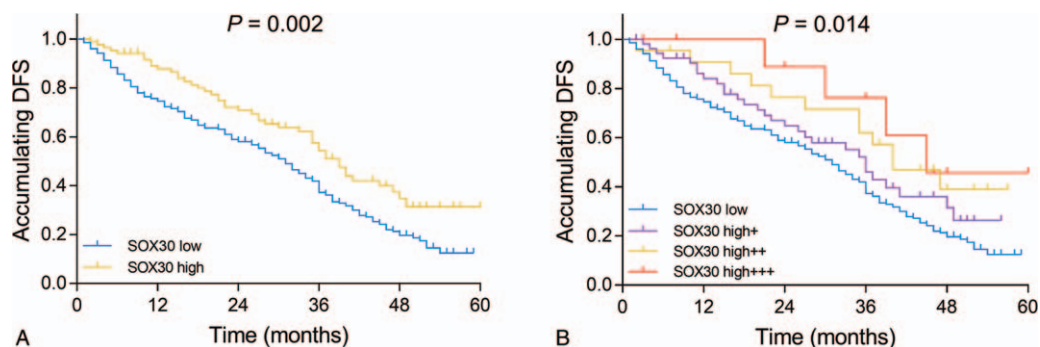 P = 0.002
Accumulating DFS
1.0
0.8
0.6
0.4
0.2
0.0
SOX30 low
SOX30 high
0 12 24 36 48 60
Time (months)
A
P = 0.014
Accumulating DFS
1.0
0.8
0.6
0.4
0.2
0.0
SOX30 low
SOX30 high+
SOX30 high++
SOX30 high+++
0 12 24 36 48 60
Time (months)
B